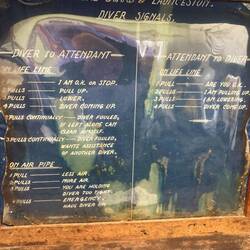 LAUNCESTON.
DIVER SIGNALS.
DIVER TO ATTENDANT
ON LIFE LINE
1 PULL — I AM O.K. OR STOP.
2 PULLS — PULL UP.
3 PULLS — LOWER.
4 PULLS — DIVER COMING UP.
2 PULLS CONTINUALLY — DIVER FOULED,
IF LEFT ALONE CAN
CLEAR HIMSELF.
3 PULLS CONTINUALLY — DIVER FOULED,
WANTS ASSISTANCE
OF ANOTHER DIVER.
ON AIR PIPE
1 PULL — LESS AIR
2 PULLS — MORE AIR
3 PULLS — YOU ARE HOLDING
DIVER TOO TIGHT.
4 PULLS — EMERGENCY,
HAUL DIVER UP
ATTENDANT TO DIVER
ON LIFE LINE
1 PULL — ARE YOU O.K.
2 PULLS — I AM PULLING
3 PULLS — I AM LOWERING
4 PULLS — DIVER COME UP.